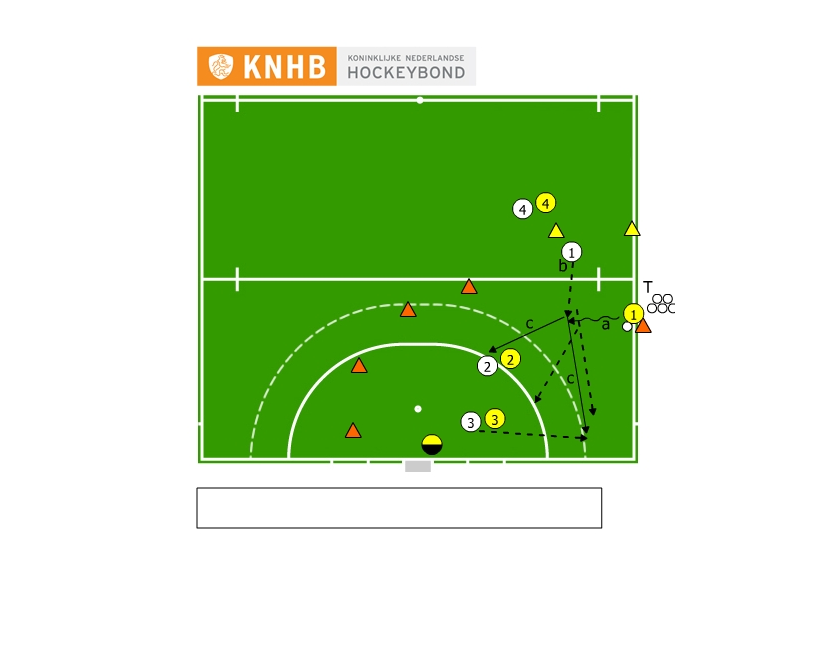 KNHB
KONINKLIJKE NEDERLANDSE
HOCKEYBOND
4 4
1
b
T
1
a
c
2 2
c
3 3